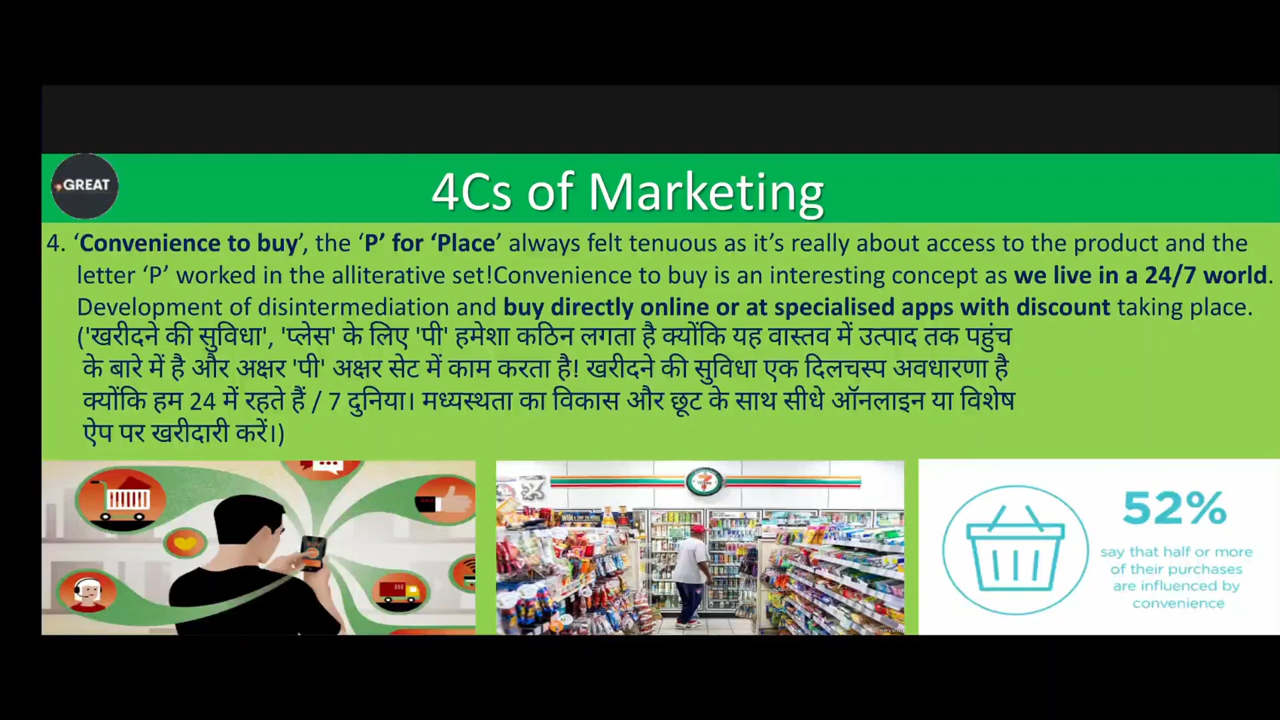 GREAT
4Cs of Marketing
4. ‘Convenience to buy’, the ‘P’ for ‘Place’ always felt tenuous as it’s really about access to the product and the
letter ‘P’ worked in the alliterative set!Convenience to buy is an interesting concept as we live in a 24/7 world.
Development of disintermediation and buy directly online or at specialised apps with discount taking place.
('खरीदने की सुविधा', 'प्लेस' के लिए 'पी' हमेशा कठिन लगता है क्योंकि यह वास्तव में उत्पाद तक पहुंच
के बारे में है और अक्षर 'पी' अक्षर सेट में काम करता है! खरीदने की सुविधा एक दिलचस्प अवधारणा है
क्योंकि हम 24 में रहते हैं / 7 दुनिया। मध्यस्थता का विकास और छूट के साथ सीधे ऑनलाइन या विशेष
ऐप पर खरीदारी करें।)
7
52%
say that half or more
of their purchases
are influenced by
convenience